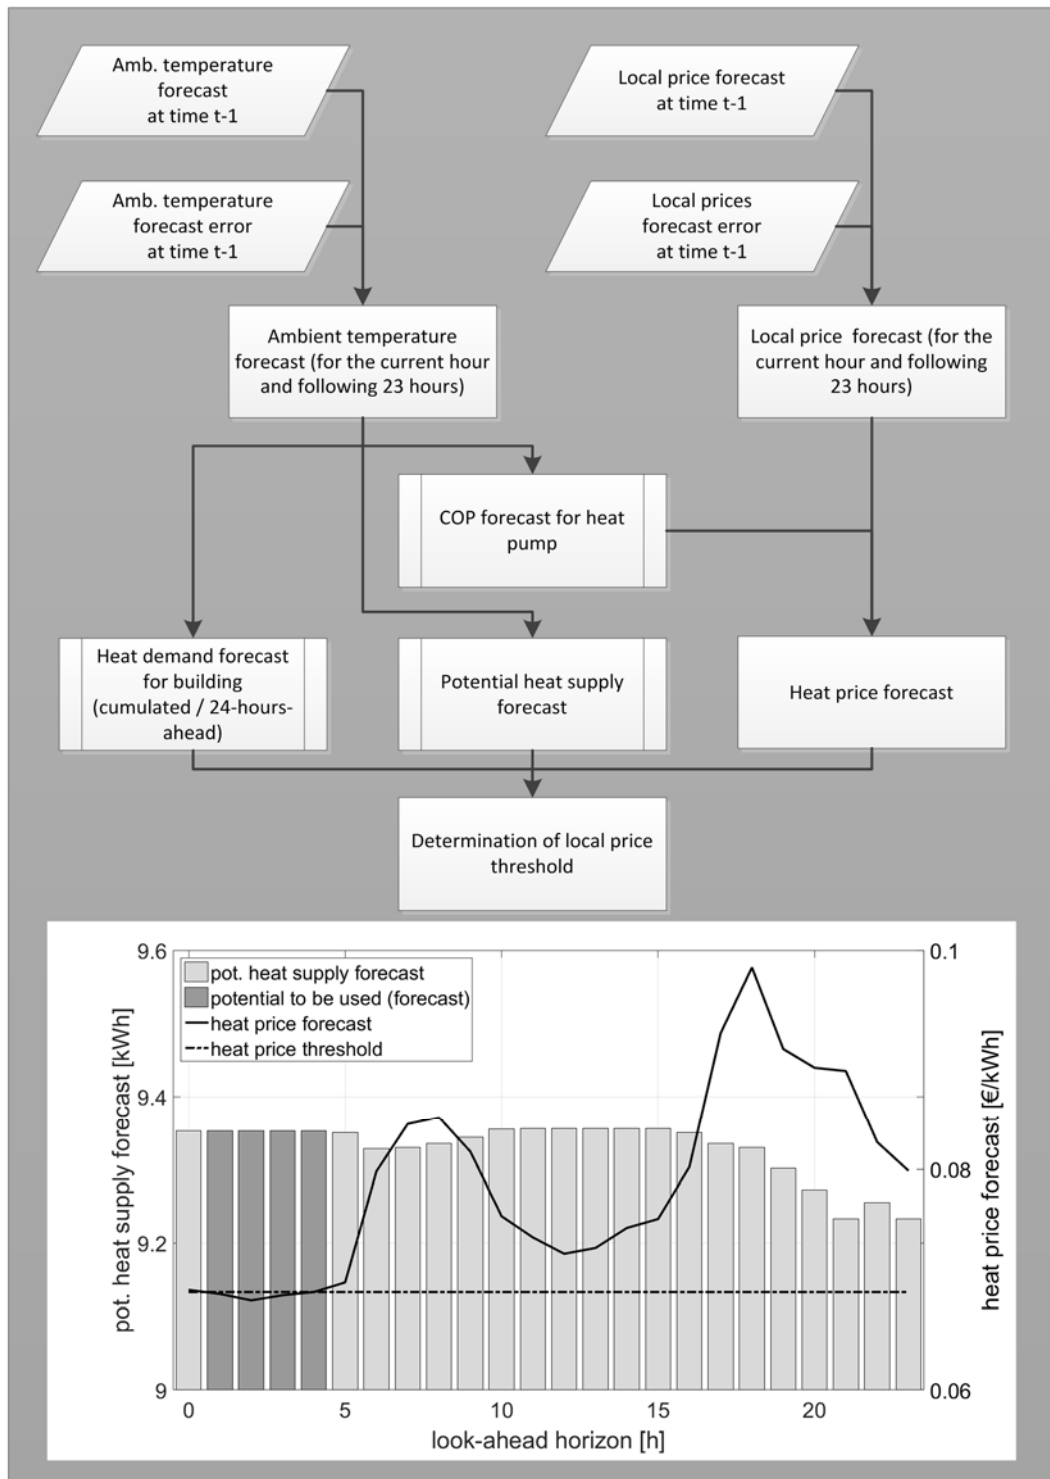 Amb. temperature
forecast
at time t-1
Local price forecast
at time t-1
Amb. temperature
forecast error
at time t-1
Local prices
forecast error
at time t-1
Ambient temperature
forecast (for the current hour
and following 23 hours)
Local price forecast (for the
current hour and following
23 hours)
COP forecast for heat
pump
Heat demand forecast
for building
(cumulated / 24-hours-
ahead)
Potential heat supply
forecast
Heat price forecast
Determination of local price
threshold
pot. heat supply forecast [kWh]
9.6
9.4
9.2
9
pot. heat supply forecast
potential to be used (forecast)
heat price forecast
heat price threshold
0.1
0.08
0.06
heat price forecast [€/kWh]
0 5 10 15 20
look-ahead horizon [h]